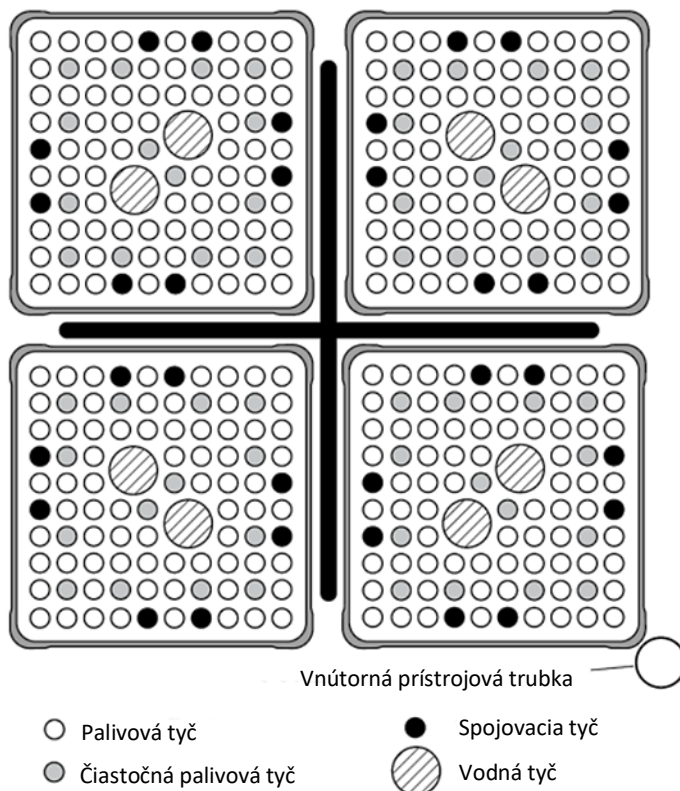 Vnútorná prístrojová trubka
Palivová tyč
Spojovacia tyč
Čiastočná palivová tyč
Vodná tyč